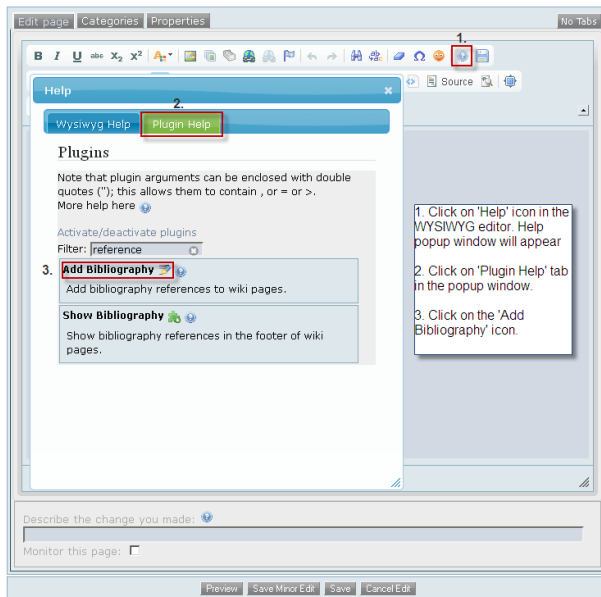 Edit page Categories Properties No Tabs
1.
B I U abc X2 X²
Source
Help
2.
Wysiwyg Help Plugin Help
Plugins
Note that plugin arguments can be enclosed with double
quotes ("); this allows them to contain , or = or >.
More help here
Activate/deactivate plugins
Filter: reference
3. Add Bibliography
Add bibliography references to wiki pages.
Show Bibliography
Show bibliography references in the footer of wiki
pages.
1. Click on 'Help' icon in the
WYSIWYG editor. Help
popup window will appear
2. Click on 'Plugin Help' tab
in the popup window.
3. Click on the 'Add
Bibliography' icon.
Describe the change you made:
Monitor this page:
Preview Save Minor Edit Save Cancel Edit